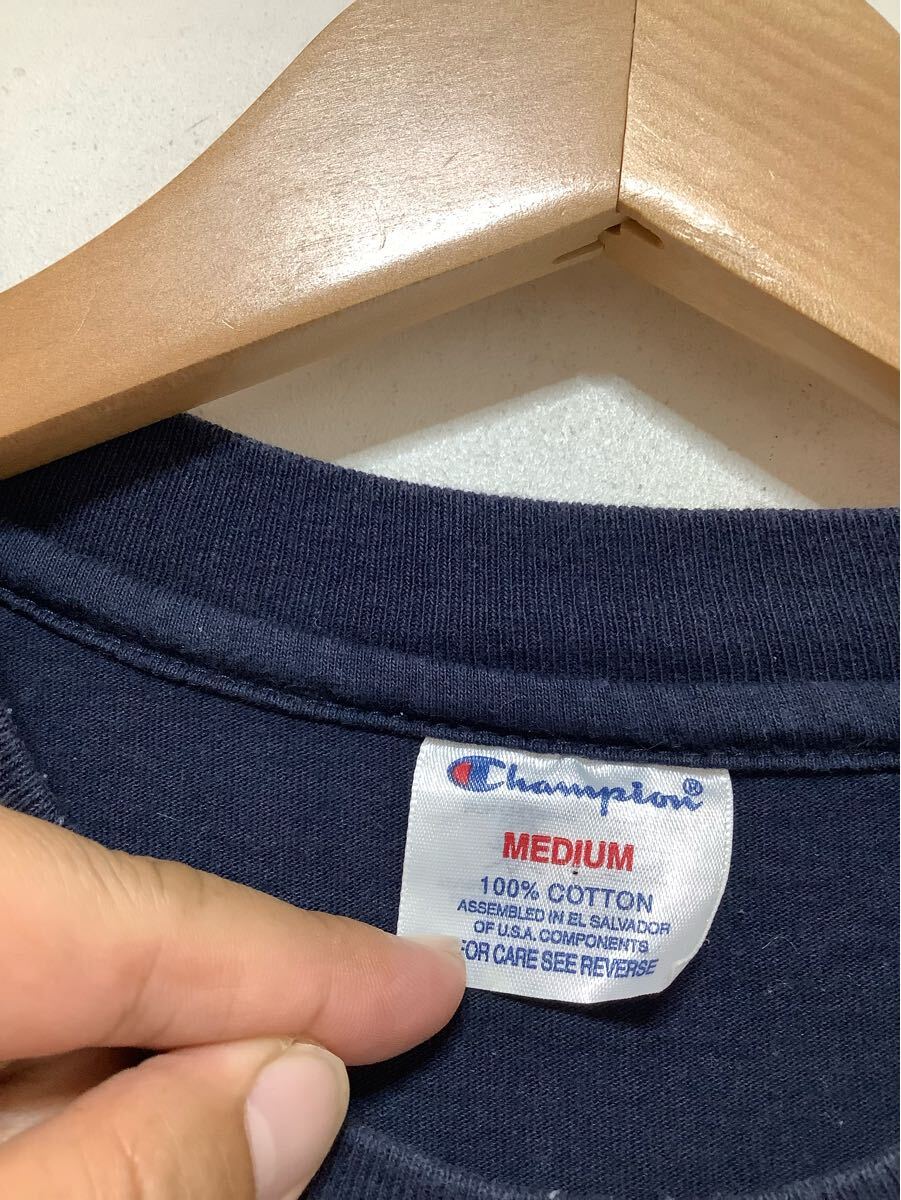 Champion®
MEDIUM
100% COTTON
ASSEMBLED IN EL SALVADOR
OF U.S.A. COMPONENTS
FOR CARE SEE REVERSE